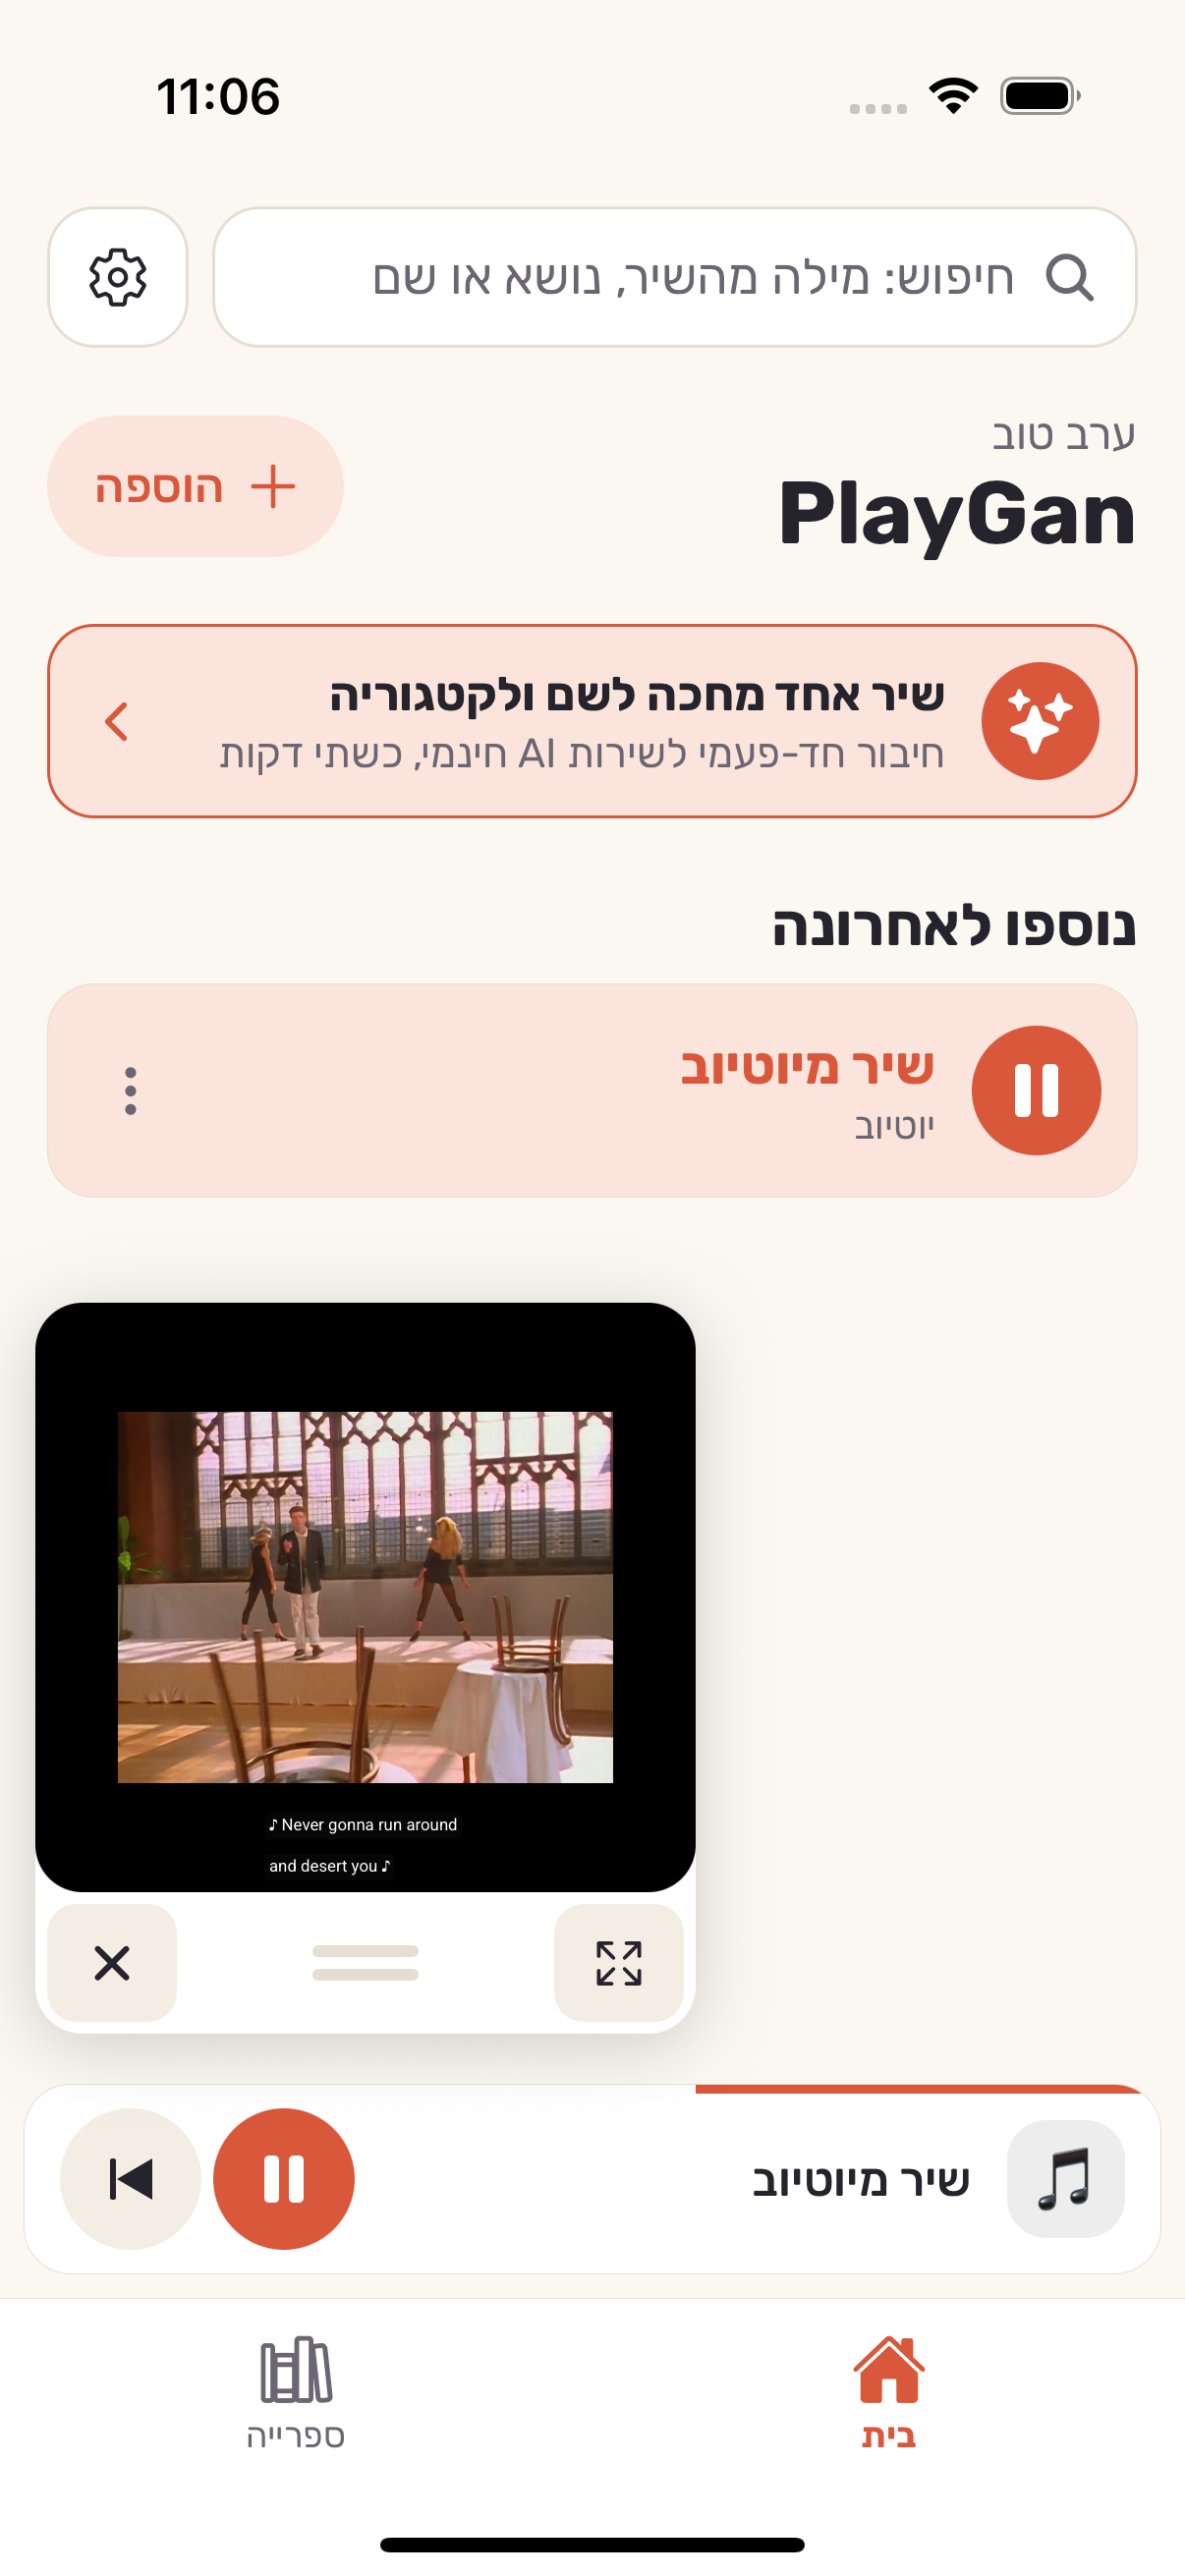 11:06
חיפוש: מילה מהשיר, נושא או שם
ערב טוב
PlayGan
הוספה
שיר אחד מחכה לשם ולקטגוריה
חיבור חד-פעמי לשירות AI חינמי, כשתי דקות
נוספו לאחרונה
שיר מיוטיוב
יוטיוב
♪ Never gonna run around
and desert you ♪
שיר מיוטיוב
בית
ספרייה